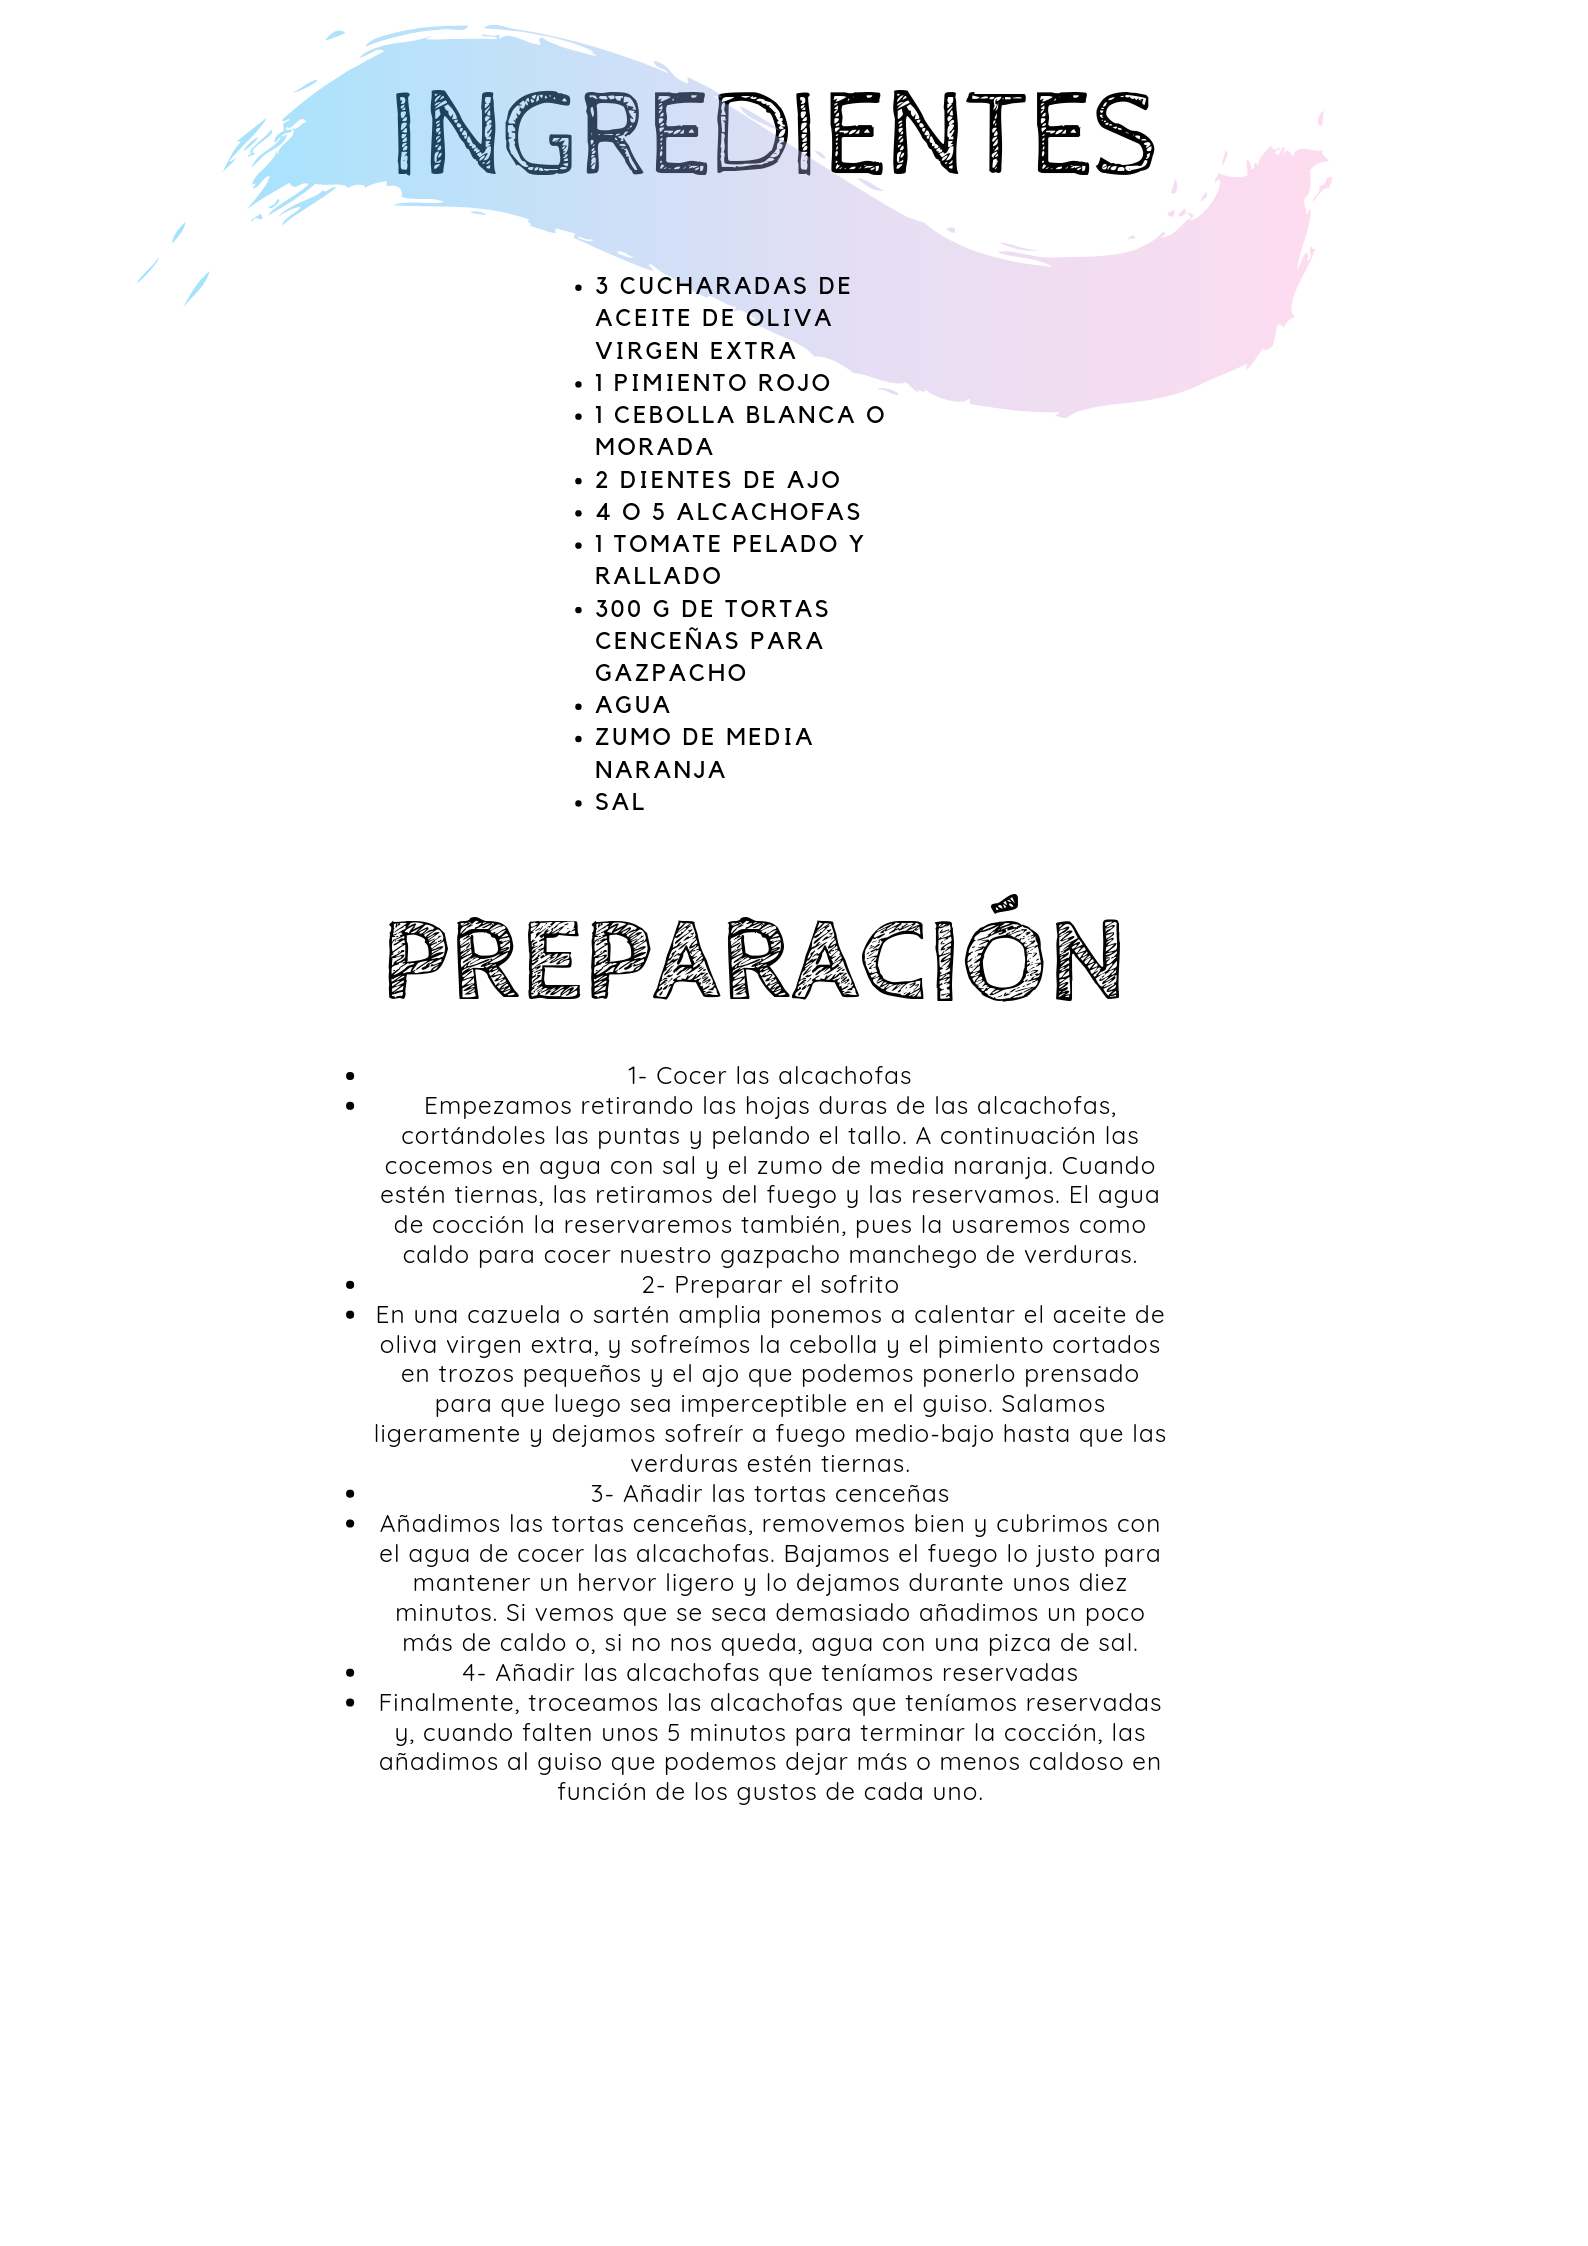 INGREDIENTES
• 3 CUCHARADAS DE
ACEITE DE OLIVA
VIRGEN EXTRA
• 1 PIMIENTO ROJO
• 1 CEBOLLA BLANCA O
MORADA
• 2 DIENTES DE AJO
• 4 O 5 ALCACHOFAS
• 1 TOMATE PELADO Y
RALLADO
• 300 G DE TORTAS
CENCEÑAS PARA
GAZPACHO
• AGUA
• ZUMO DE MEDIA
NARANJA
• SAL
PREPARACIÓN
• 1- Cocer las alcachofas
• Empezamos retirando las hojas duras de las alcachofas,
cortándoles las puntas y pelando el tallo. A continuación las
cocemos en agua con sal y el zumo de media naranja. Cuando
estén tiernas, las retiramos del fuego y las reservamos. El agua
de cocción la reservaremos también, pues la usaremos como
caldo para cocer nuestro gazpacho manchego de verduras.
• 2- Preparar el sofrito
• En una cazuela o sartén amplia ponemos a calentar el aceite de
oliva virgen extra, y sofreímos la cebolla y el pimiento cortados
en trozos pequeños y el ajo que podemos ponerlo prensado
para que luego sea imperceptible en el guiso. Salamos
ligeramente y dejamos sofreír a fuego medio-bajo hasta que las
verduras estén tiernas.
• 3- Añadir las tortas cenceñas
• Añadimos las tortas cenceñas, removemos bien y cubrimos con
el agua de cocer las alcachofas. Bajamos el fuego lo justo para
mantener un hervor ligero y lo dejamos durante unos diez
minutos. Si vemos que se seca demasiado añadimos un poco
más de caldo o, si no nos queda, agua con una pizca de sal.
• 4- Añadir las alcachofas que teníamos reservadas
• Finalmente, troceamos las alcachofas que teníamos reservadas
y, cuando falten unos 5 minutos para terminar la cocción, las
añadimos al guiso que podemos dejar más o menos caldoso en
función de los gustos de cada uno.